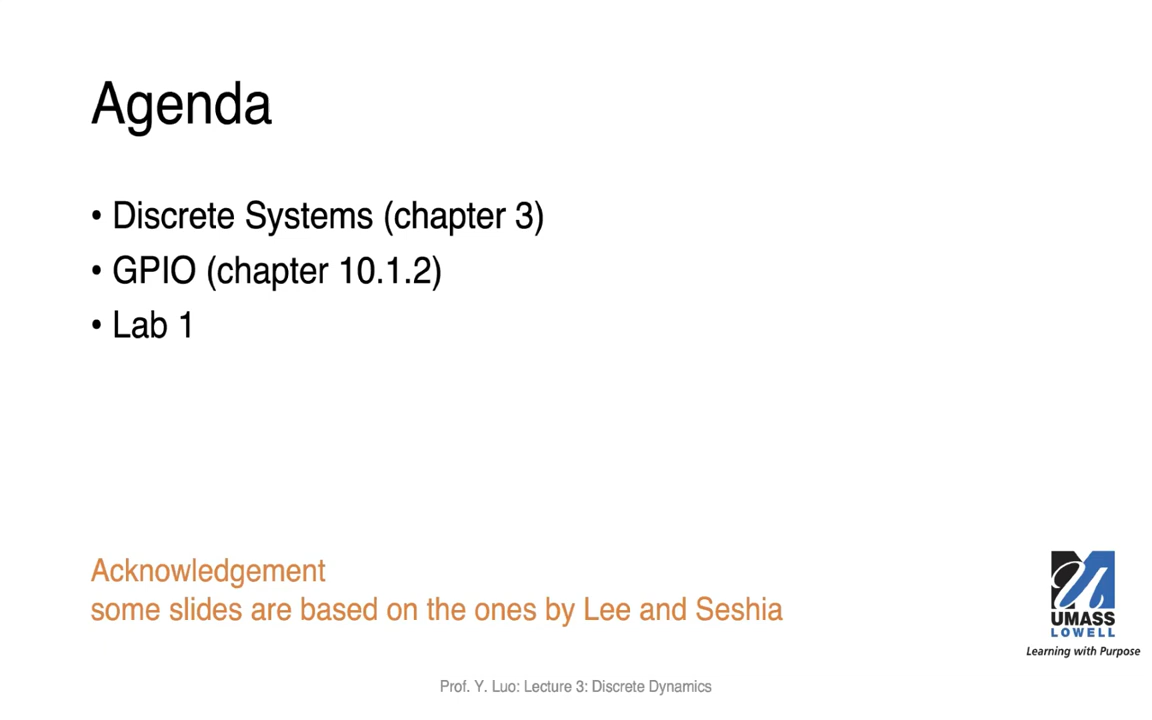 Agenda
• Discrete Systems (chapter 3)
• GPIO (chapter 10.1.2)
• Lab 1
Acknowledgement
some slides are based on the ones by Lee and Seshia
UMASS
LOWELL
Learning with Purpose
Prof. Y. Luo: Lecture 3: Discrete Dynamics